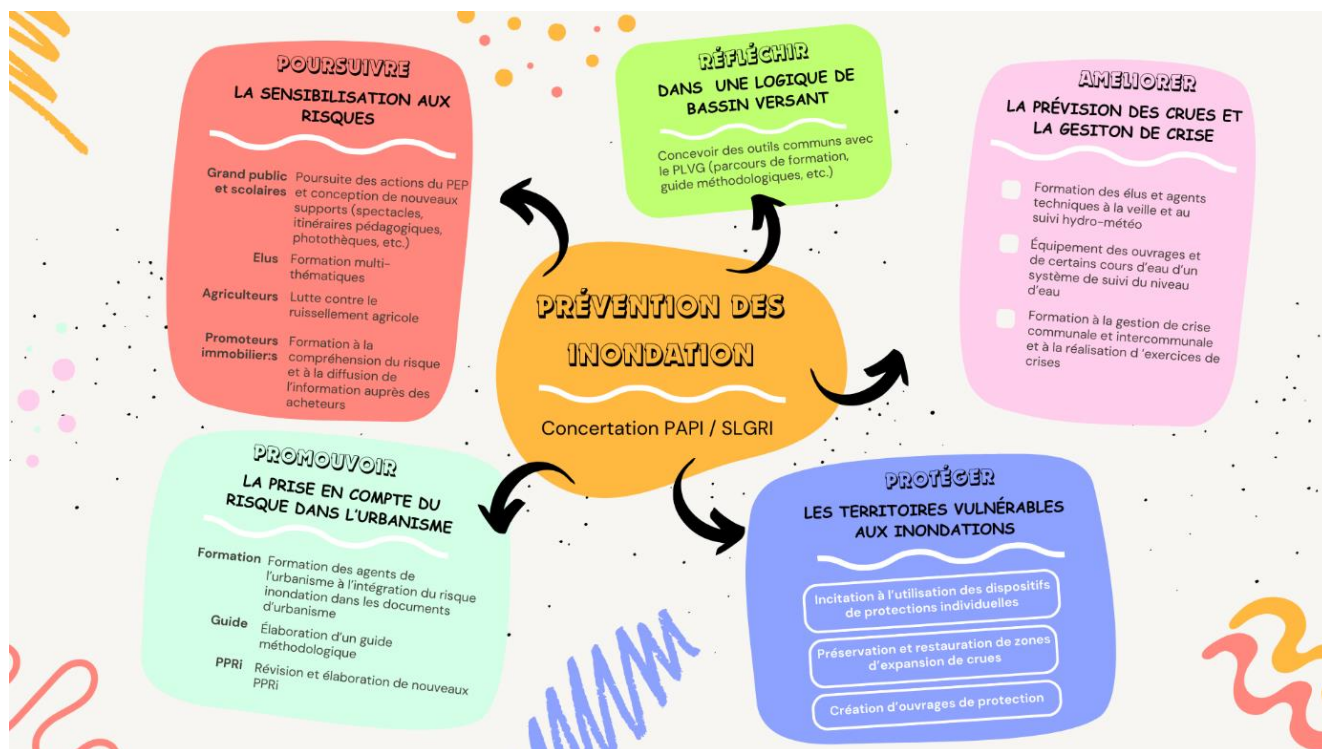 POURSUIVRE
LA SENSIBILISATION AUX
RISQUES
Grand public
et scolaires
Poursuite des actions du PEP
et conception de nouveaux
supports (spectacles,
itinéraires pédagogiques,
photothèques, etc.)
Elus
Formation multi-
thématiques
Agriculteurs
Lutte contre le
ruissellement agricole
Promoteurs
immobilier:s
Formation à la
compréhension du risque
et à la diffusion de
l'information auprès des
acheteurs
RÉFLÉCHIR
DANS UNE LOGIQUE DE
BASSIN VERSANT
Concevoir des outils communs avec
le PLVG (parcours de formation,
guide méthodologiques, etc.)
AMELIORER
LA PRÉVISION DES CRUES ET
LA GESITON DE CRISE
Formation des élus et agents
techniques à la veille et au
suivi hydro-météo
Équipement des ouvrages et
de certains cours d'eau d'un
système de suivi du niveau
d'eau
Formation à la gestion de crise
communale et intercommunale
et à la réalisation d 'exercices de
crises
PRÉVENTION DES
INONDATION
Concertation PAPI / SLGRI
PROMOUVOIR
LA PRISE EN COMPTE DU
RISQUE DANS L'URBANISME
Formation
Formation des agents de
l'urbanisme à l'intégration du risque
inondation dans les documents
d'urbanisme
Guide
Élaboration d'un guide
méthodologique
PPRi
Révision et élaboration de nouveaux
PPRi
PROTÉGER
LES TERRITOIRES VULNÉRABLES
AUX INONDATIONS
Incitation à l'utilisation des dispositifs
de protections individuelles
Préservation et restauration de zones
d'expansion de crues
Création d'ouvrages de protection